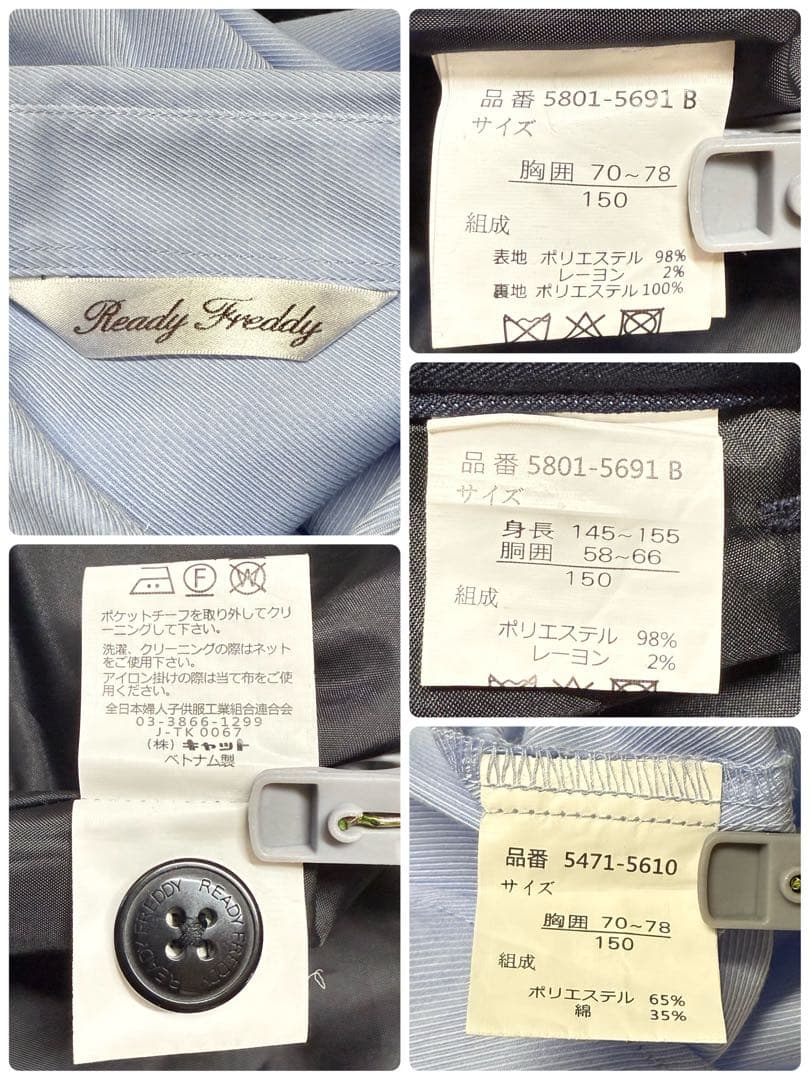 Ready Freddy
品番 5801-5691 B
サイズ
胸囲 70~78
150
組成
表地 ポリエステル 98%
レーヨン 2%
裏地 ポリエステル 100%
品番 5801-5691 B
サイズ
身長 145~155
胴囲 58~66
150
組成
ポリエステル 98%
レーヨン 2%
F W
ポケットチーフを取り外してクリ
ーニングして下さい。
洗濯、クリーニングの際はネット
をご使用下さい。
アイロン掛けの際は当て布をご使
用ください。
全日本婦人子供服工業組合連合会
03-3866-1299
J-TK0067
(株) キャット
ベトナム製
READY FREDDY READY FREDDY
品番 5471-5610
サイズ
胸囲 70~78
150
組成
ポリエステル 65%
綿 35%